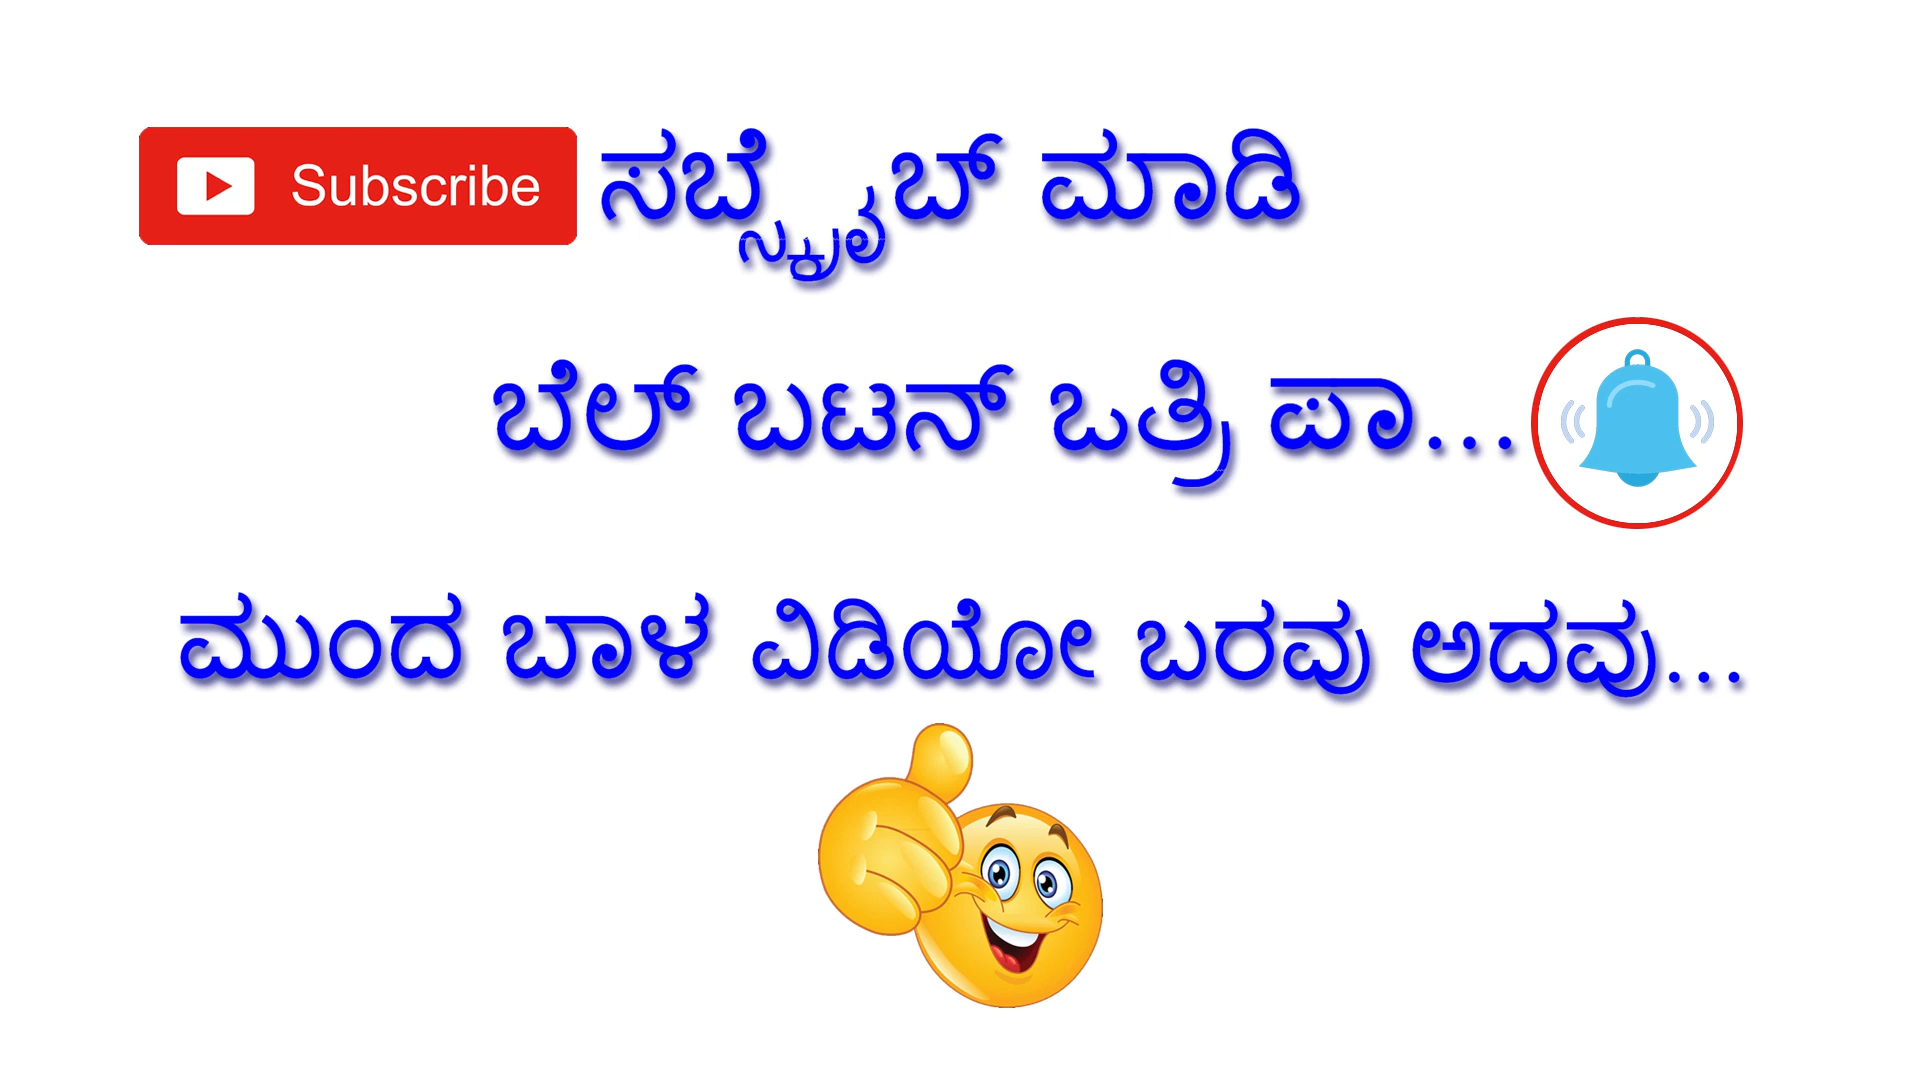 Subscribe ಸಬ್ಸ್ಕ್ರೈಬ್ ಮಾಡಿ
ಬೆಲ್ ಬಟನ್ ಒತ್ರಿ ಪಾ...
ಮುಂದ ಬಾಳ ವಿಡಿಯೋ ಬರವು ಅದವು...